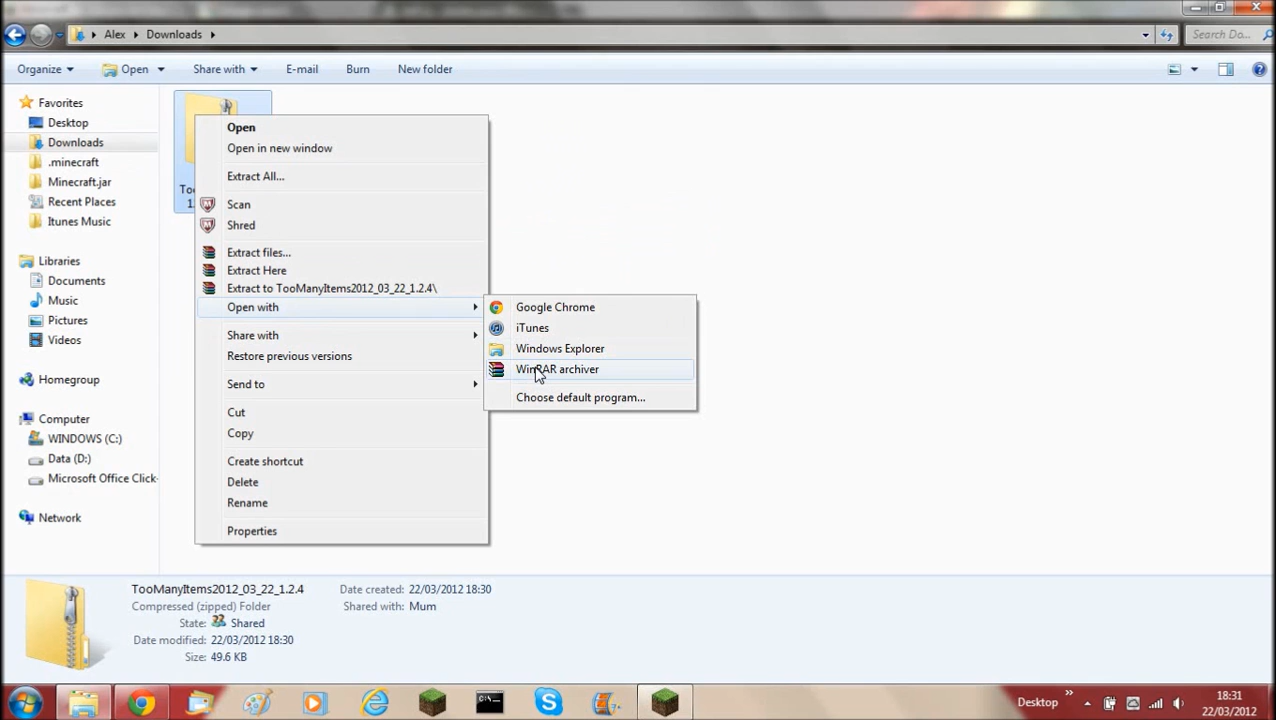 Alex
Downloads
Search Do...
Organize
Open
Share with
E-mail
Burn
New folder
Favorites
Desktop
Downloads
.minecraft
Minecraft.jar
Recent Places
Itunes Music
Libraries
Documents
Music
Pictures
Videos
Homegroup
Computer
WINDOWS (C:)
Data (D:)
Microsoft Office Click-
Network
Open
Open in new window
Extract All...
Scan
Shred
Extract files...
Extract Here
Extract to TooManyItems2012_03_22_1.2.4\
Open with
Share with
Restore previous versions
Send to
Cut
Copy
Create shortcut
Delete
Rename
Properties
Google Chrome
iTunes
Windows Explorer
WinRAR archiver
Choose default program...
TooManyItems2012_03_22_1.2.4
Compressed (zipped) Folder
State: Shared
Date modified: 22/03/2012 18:30
Size: 49.6 KB
Date created: 22/03/2012 18:30
Shared with: Mum
Desktop
18:31
22/03/2012